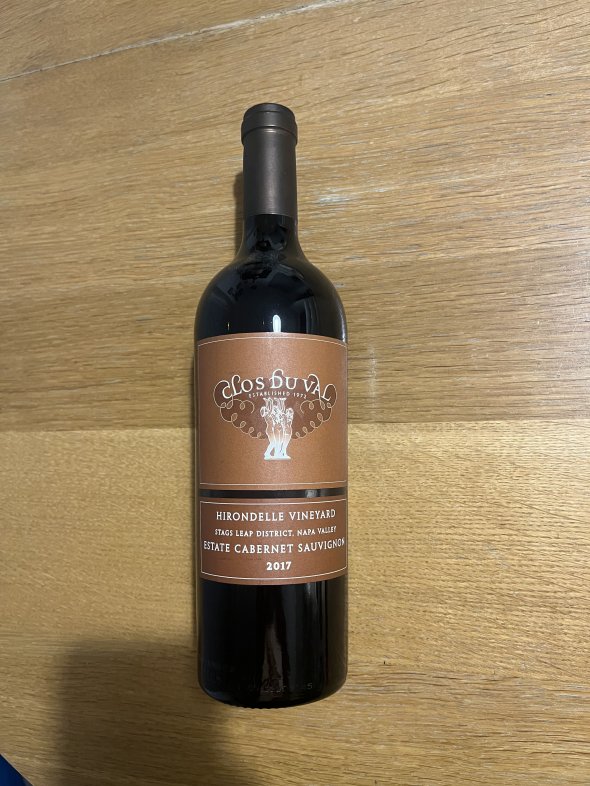 CLOS DU VAL
ESTABLISHED 1972
HIRONDELLE VINEYARD
STAGS LEAP DISTRICT, NAPA VALLEY
ESTATE CABERNET SAUVIGNON
2017